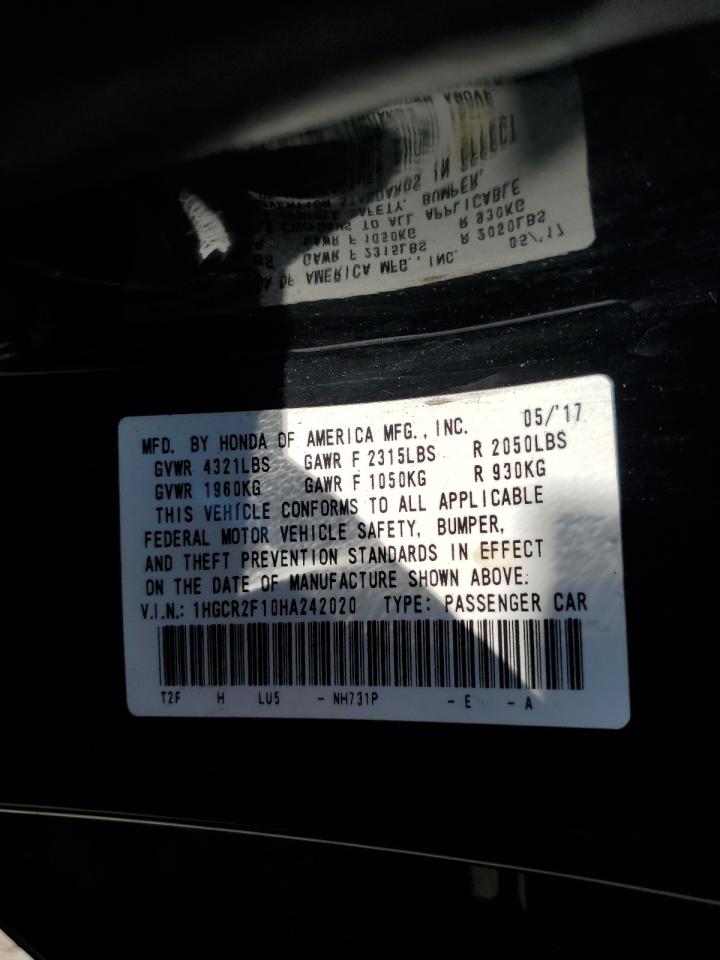 MFD. BY HONDA OF AMERICA MFG., INC. 05/'17
GVWR 4321LBS GAWR F 2315LBS R 2050LBS
GVWR 1960KG GAWR F 1050KG R 930KG
THIS VEHICLE CONFORMS TO ALL APPLICABLE
FEDERAL MOTOR VEHICLE SAFETY, BUMPER,
AND THEFT PREVENTION STANDARDS IN EFFECT
ON THE DATE OF MANUFACTURE SHOWN ABOVE.
V.I.N.: 1HGCR2F10HA242020 TYPE: PASSENGER CAR
T2F H LU5 - NH731P - E - A